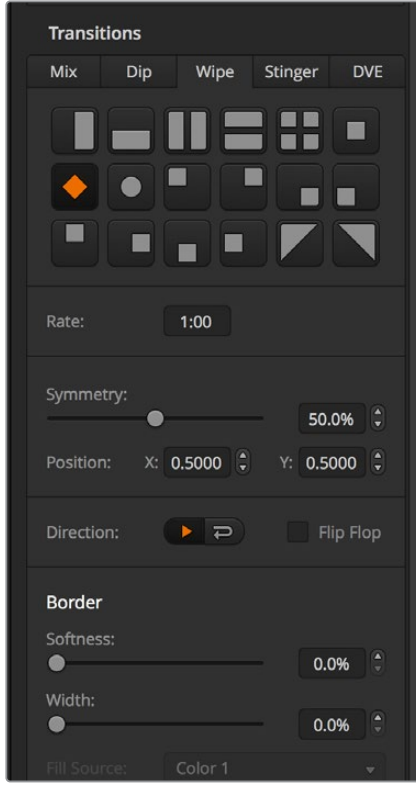 Transitions
Mix Dip Wipe Stinger DVE
Rate: 1:00
Symmetry:
50.0%
Position: X: 0.5000 Y: 0.5000
Direction: Flip Flop
Border
Softness:
0.0%
Width:
0.0%
Fill Source: Color 1